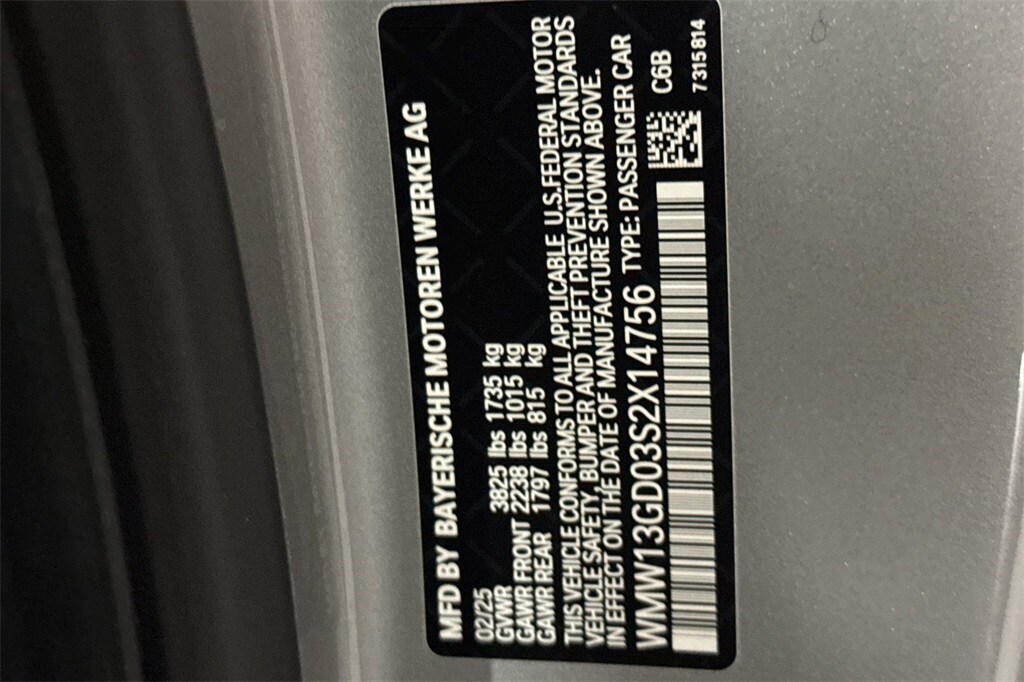 MFD BY BAYERISCHE MOTOREN WERKE AG
02/25
GVWR 3825 lbs 1735 kg
GAWR FRONT 2238 lbs 1015 kg
GAWR REAR 1797 lbs 815 kg
THIS VEHICLE CONFORMS TO ALL APPLICABLE U.S.FEDERAL MOTOR
VEHICLE SAFETY, BUMPER AND THEFT PREVENTION STANDARDS
IN EFFECT ON THE DATE OF MANUFACTURE SHOWN ABOVE.
WMW13GD03S2X14756 TYPE: PASSENGER CAR
C6B
7315814